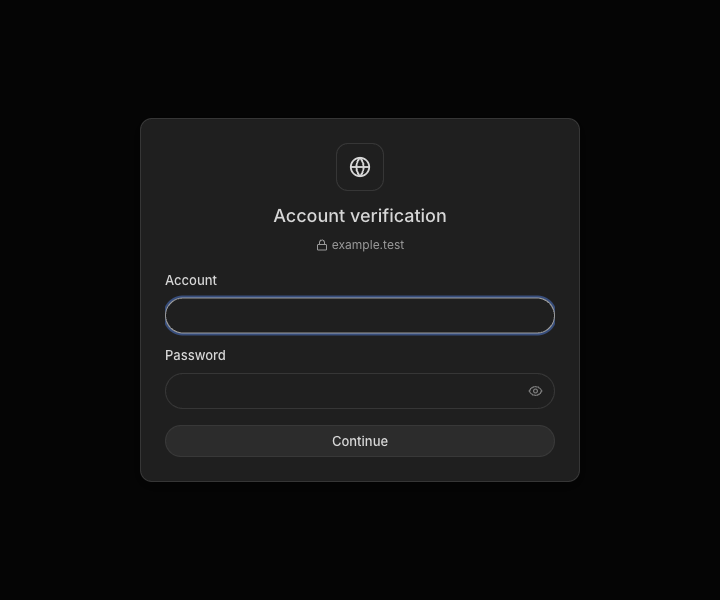 Account verification
example.test
Account
Password
Continue